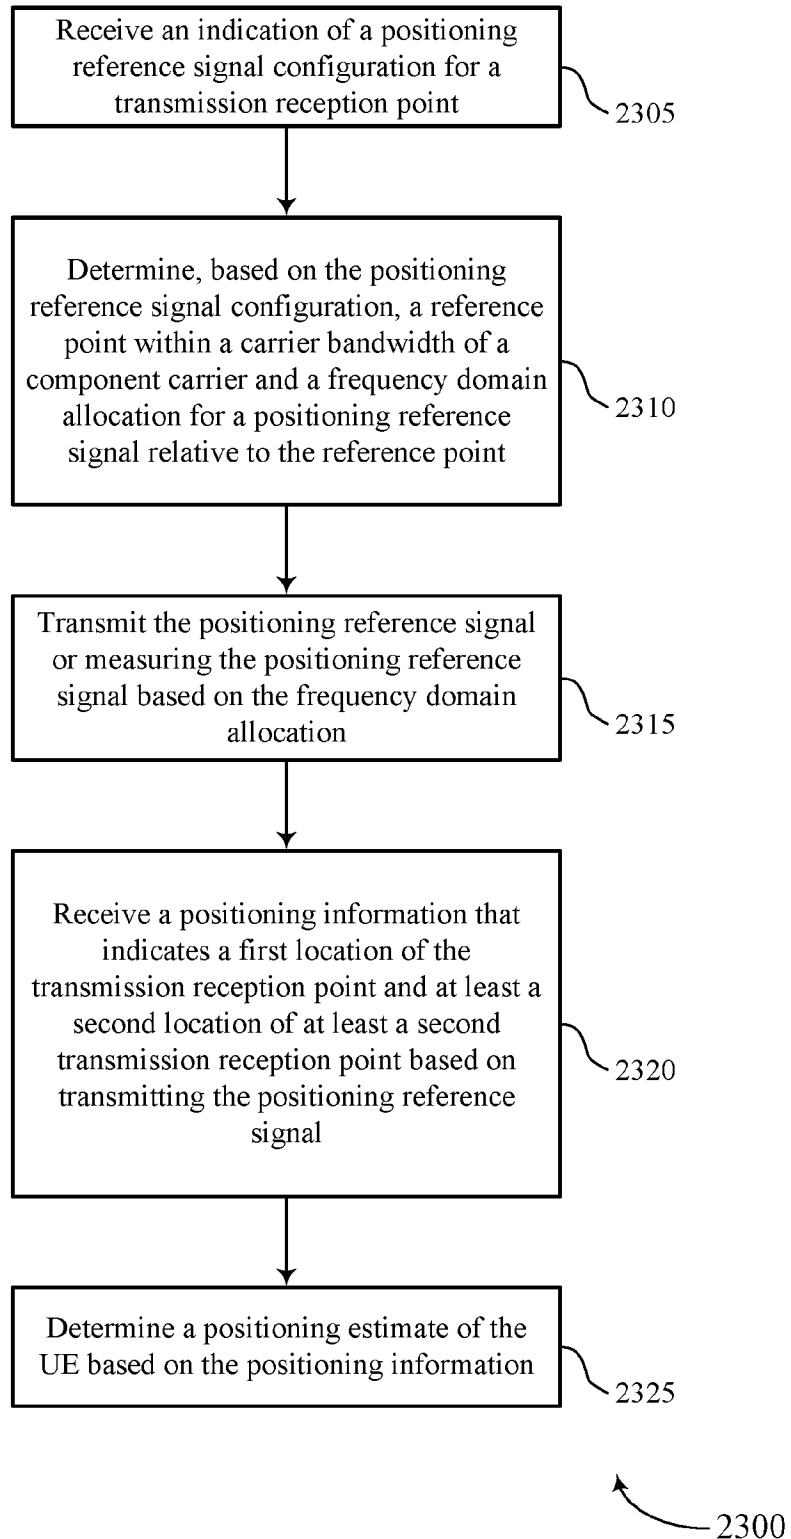 Receive an indication of a positioning
reference signal configuration for a
transmission reception point
2305
Determine, based on the positioning
reference signal configuration, a reference
point within a carrier bandwidth of a
component carrier and a frequency domain
allocation for a positioning reference
signal relative to the reference point
2310
Transmit the positioning reference signal
or measuring the positioning reference
signal based on the frequency domain
allocation
2315
Receive a positioning information that
indicates a first location of the
transmission reception point and at least a
second location of at least a second
transmission reception point based on
transmitting the positioning reference
signal
2320
Determine a positioning estimate of the
UE based on the positioning information
2325
2300